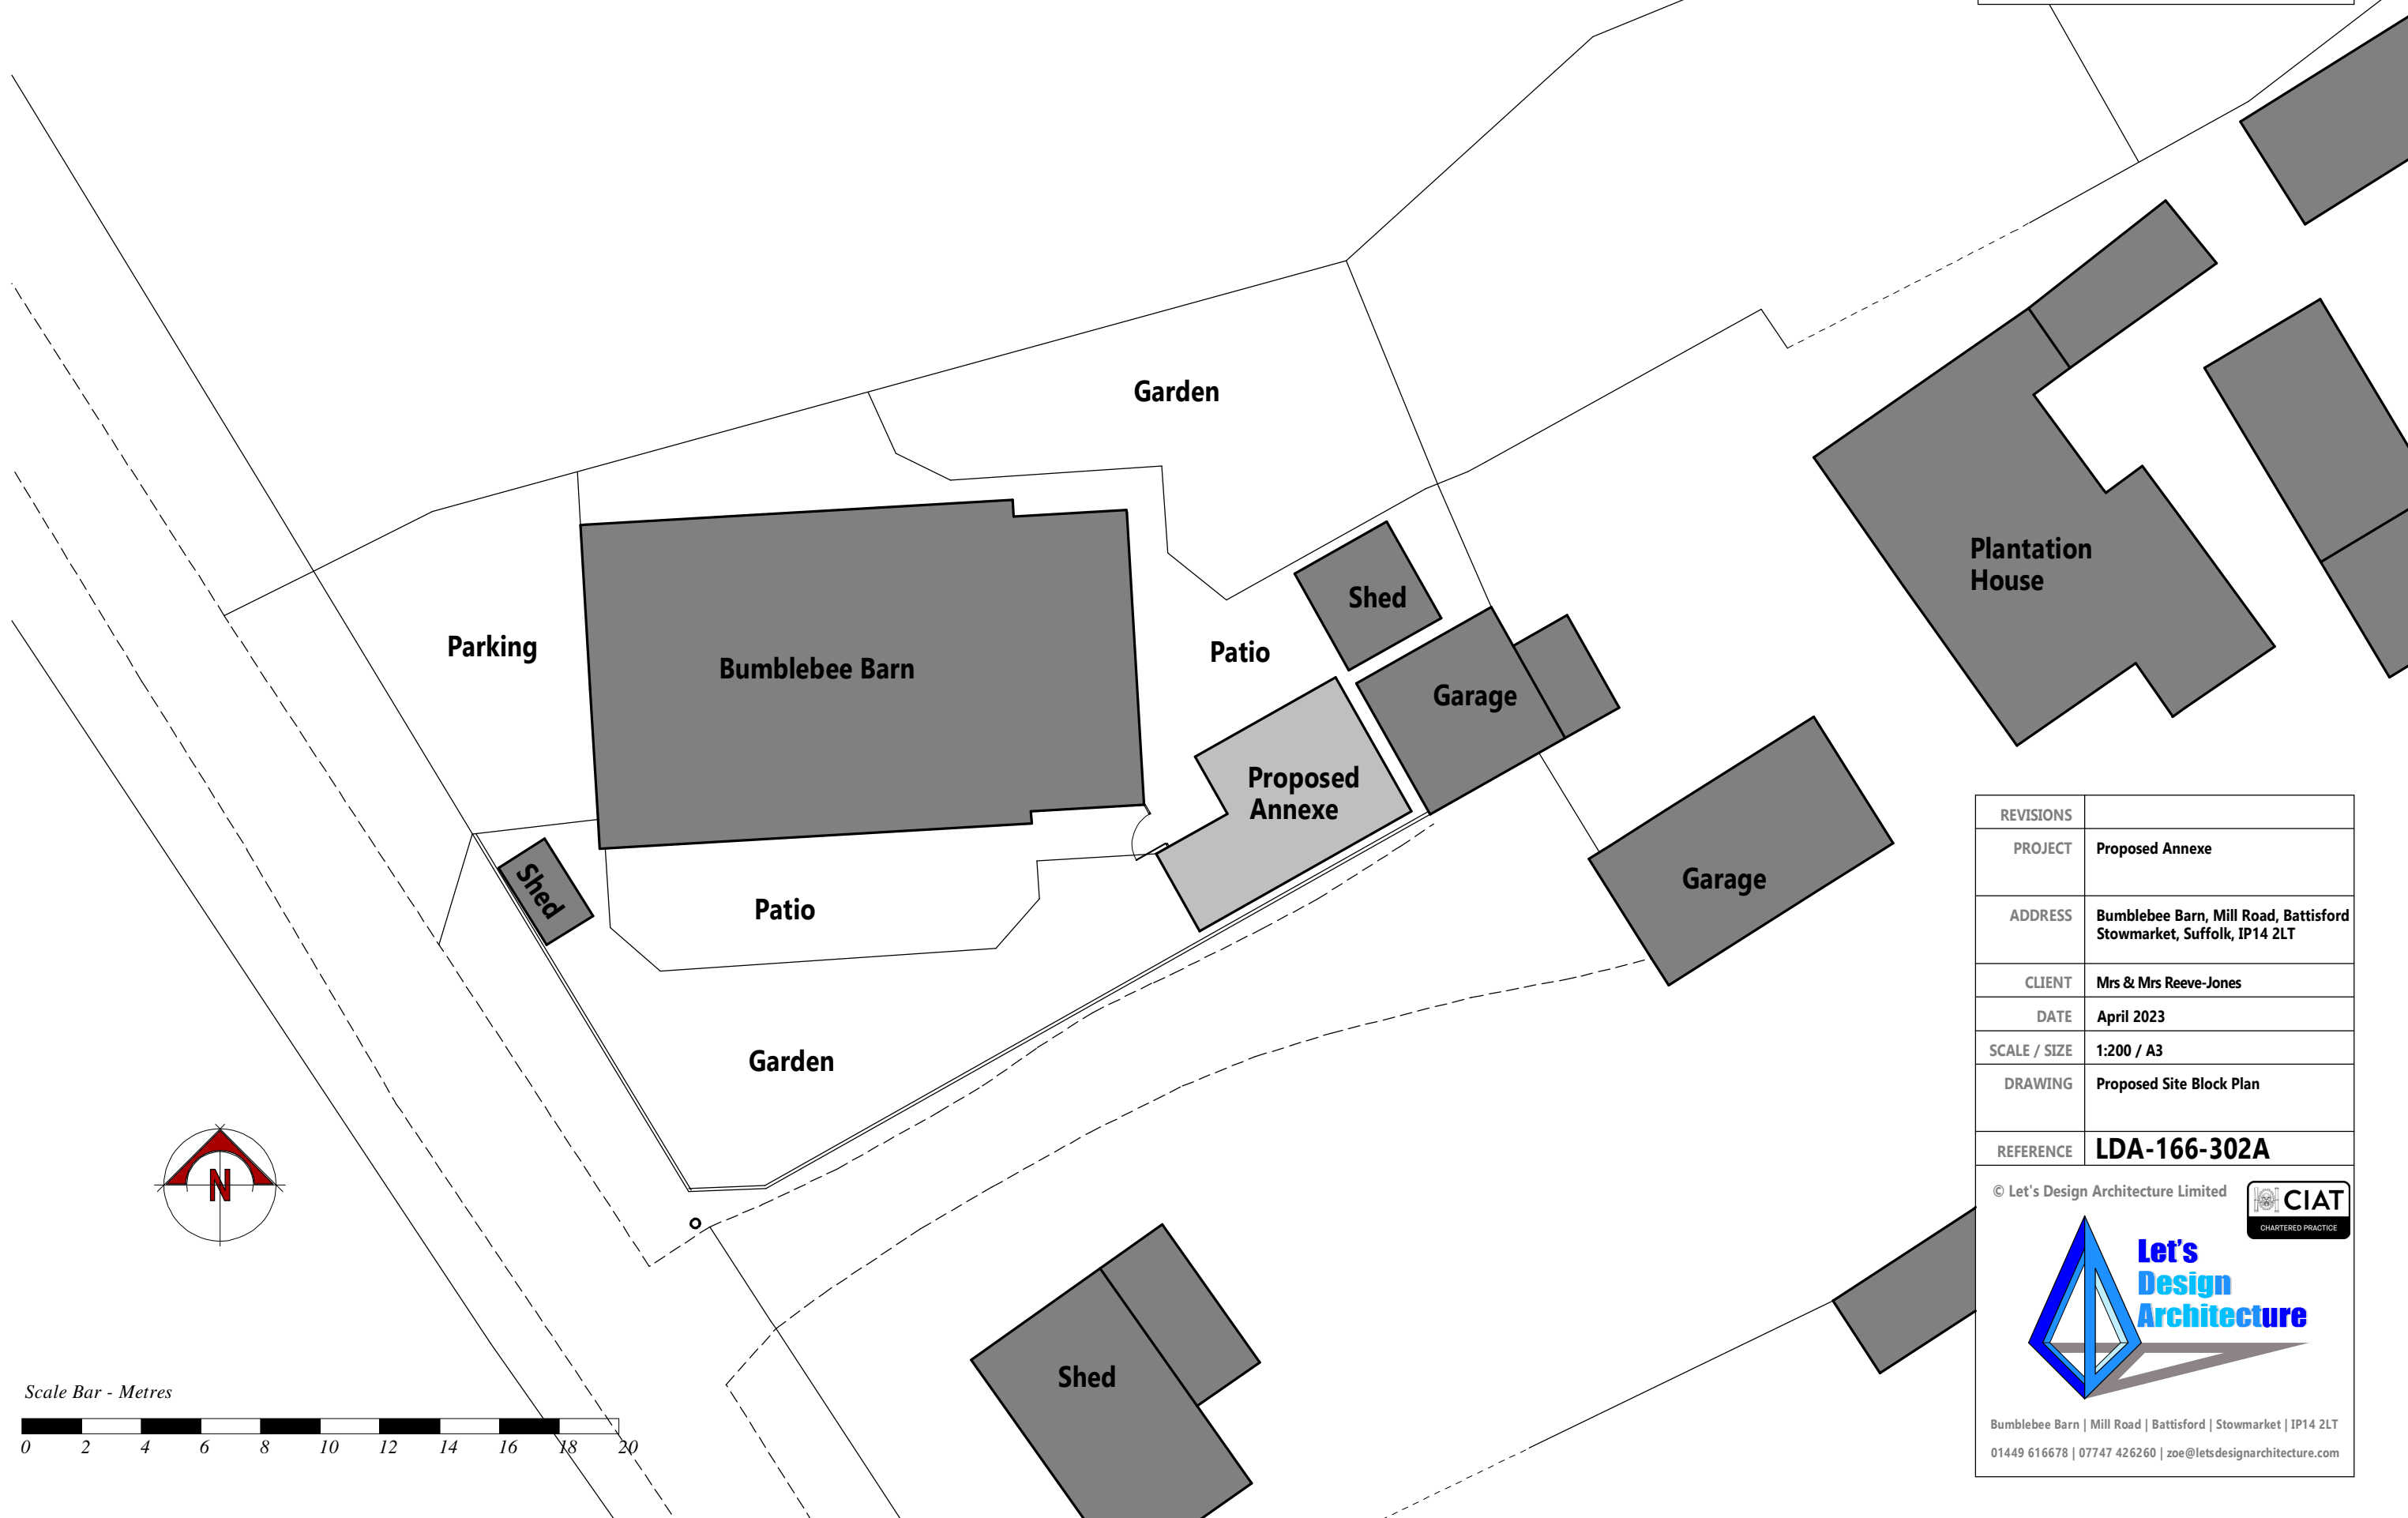 Garden
Plantation
House
Shed
Parking
Patio
Bumblebee Barn
Garage
Proposed
Annexe
Shed
Garage
Patio
Garden
N
Shed
Scale Bar - Metres
0 2 4 6 8 10 12 14 16 18 20
REVISIONS
PROJECT Proposed Annexe
ADDRESS Bumblebee Barn, Mill Road, Battisford
Stowmarket, Suffolk, IP14 2LT
CLIENT Mrs & Mrs Reeve-Jones
DATE April 2023
SCALE / SIZE 1:200 / A3
DRAWING Proposed Site Block Plan
REFERENCE LDA-166-302A
© Let's Design Architecture Limited
CIAT
CHARTERED PRACTICE
Let's
Design
Architecture
Bumblebee Barn | Mill Road | Battisford | Stowmarket | IP14 2LT
01449 616678 | 07747 426260 | zoe@letsdesignarchitecture.com